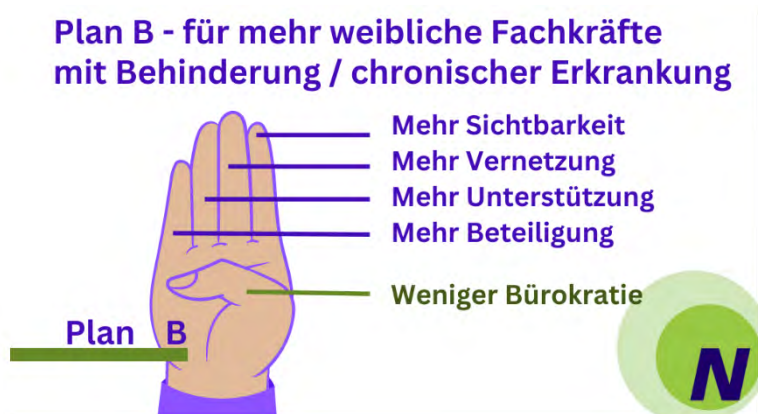 Plan B - für mehr weibliche Fachkräfte
mit Behinderung / chronischer Erkrankung
Mehr Sichtbarkeit
Mehr Vernetzung
Mehr Unterstützung
Mehr Beteiligung
Weniger Bürokratie
Plan B
N